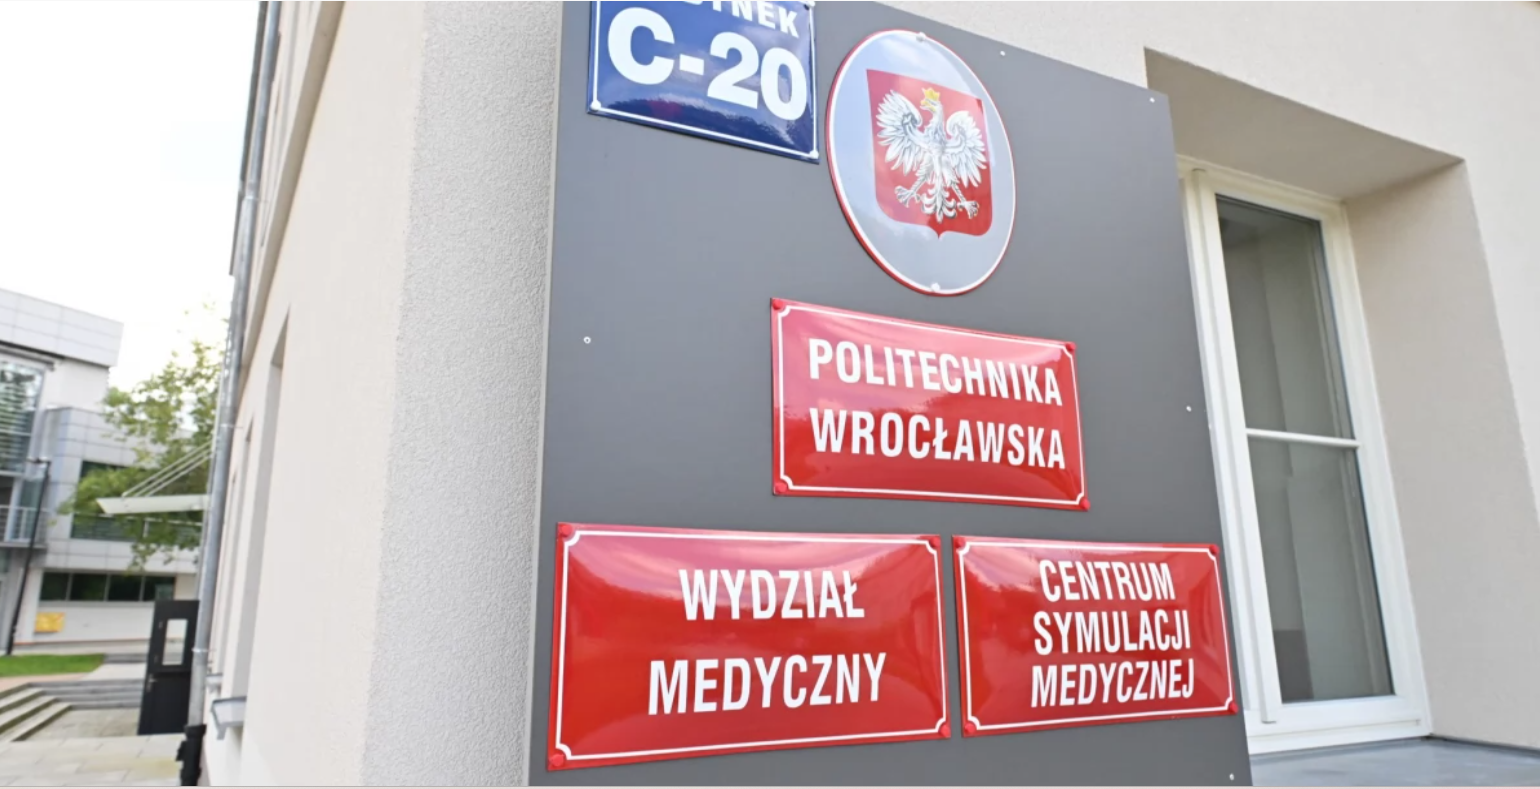 C-20
POLITECHNIKA
WROCŁAWSKA
WYDZIAŁ
MEDYCZNY
CENTRUM
SYMULACJI
MEDYCZNEJ